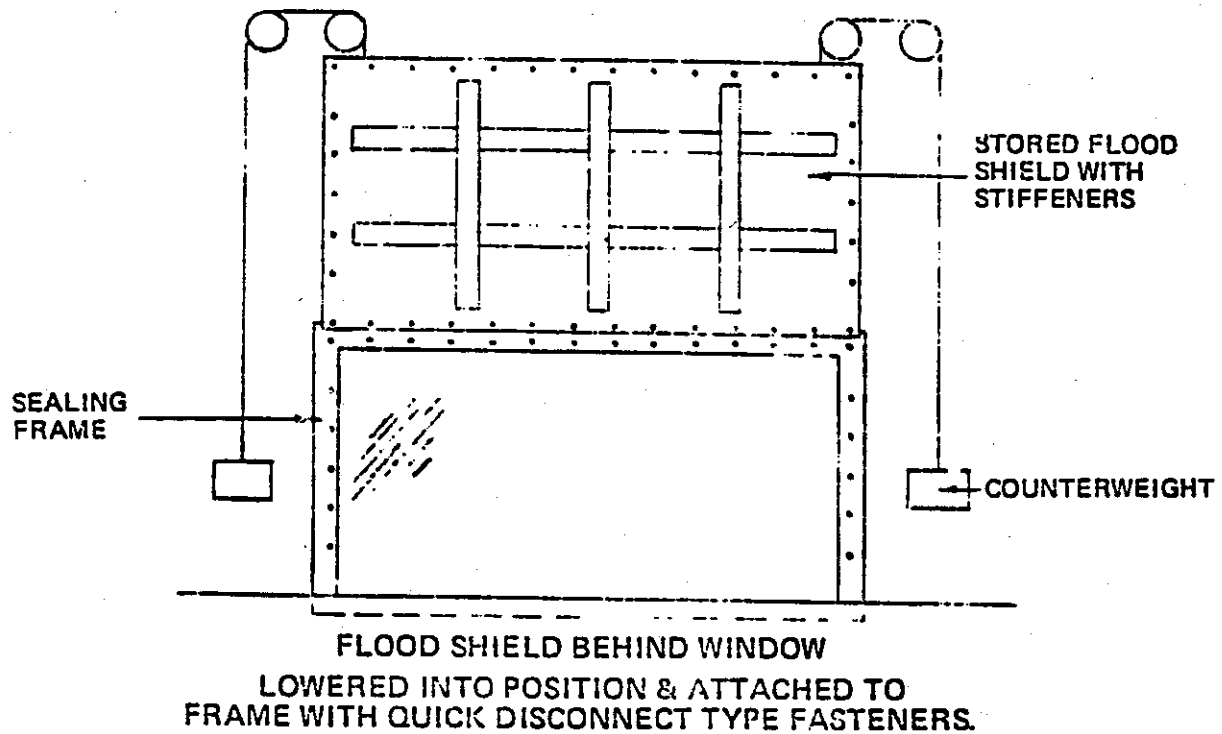 STORED FLOOD
SHIELD WITH
STIFFENERS
SEALING
FRAME
COUNTERWEIGHT
FLOOD SHIELD BEHIND WINDOW
LOWERED INTO POSITION & ATTACHED TO
FRAME WITH QUICK DISCONNECT TYPE FASTENERS.